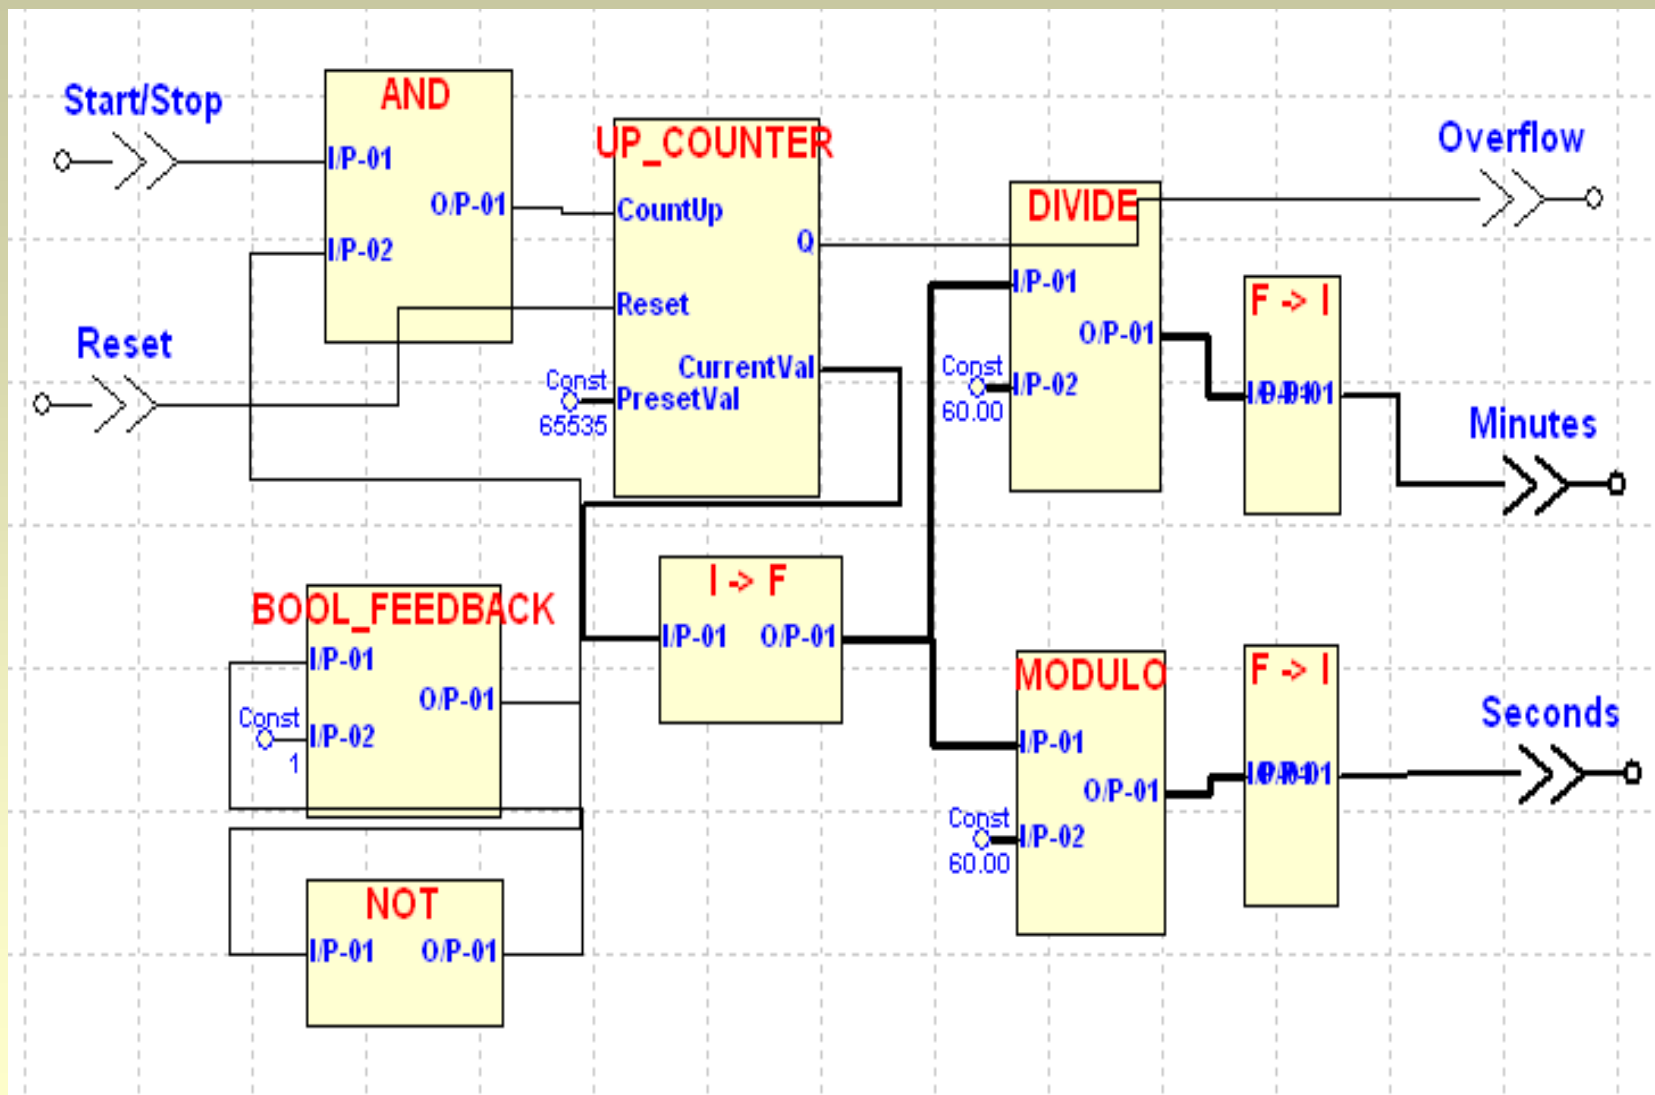 Start/Stop
AND
I/P-01
O/P-01
I/P-02
Reset
UP_COUNTER
CountUp
Q
Reset
CurrentVal
Const
PresetVal
65535
DIVIDE
I/P-01
O/P-01
Const
I/P-02
60.00
Overflow
F -> I
Minutes
BOOL_FEEDBACK
I/P-01
O/P-01
Const
I/P-02
1
I -> F
I/P-01
O/P-01
MODULO
I/P-01
O/P-01
Const
I/P-02
60.00
F -> I
Seconds
NOT
I/P-01
O/P-01